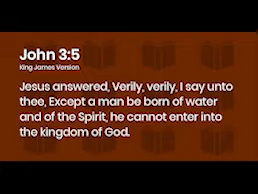 John 3:5
King James Version
Jesus answered, Verily, verily, I say unto
thee, Except a man be born of water
and of the Spirit, he cannot enter into
the kingdom of God.